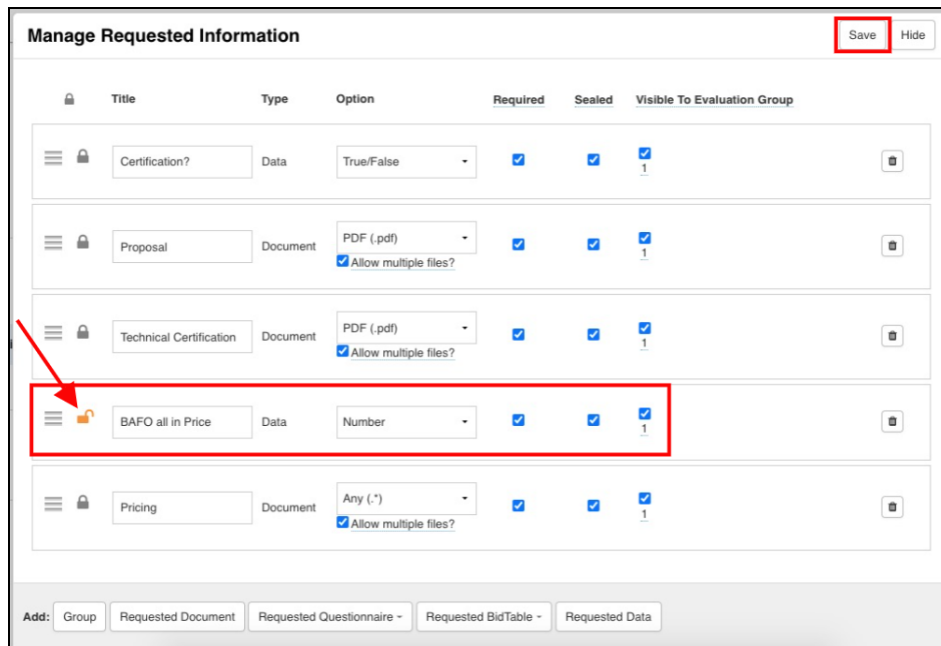 Manage Requested Information
Save
Hide
Title Type Option Required Sealed Visible To Evaluation Group
Certification? Data True/False
1
Proposal Document PDF (.pdf)
Allow multiple files?
1
Technical Certification Document PDF (.pdf)
Allow multiple files?
1
BAFO all in Price Data Number
1
Pricing Document Any (.*)
Allow multiple files?
1
Add: Group Requested Document Requested Questionnaire Requested BidTable Requested Data